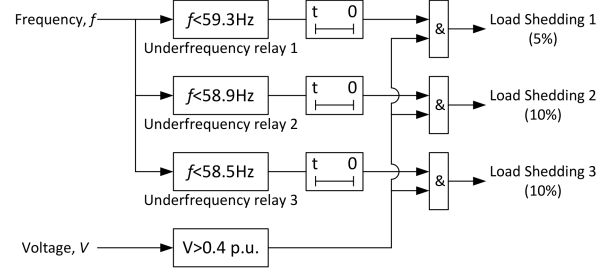 Frequency, f
f<59.3Hz
Underfrequency relay 1
t 0
&
Load Shedding 1
(5%)
f<58.9Hz
Underfrequency relay 2
t 0
&
Load Shedding 2
(10%)
f<58.5Hz
Underfrequency relay 3
t 0
&
Load Shedding 3
(10%)
Voltage, V
V>0.4 p.u.